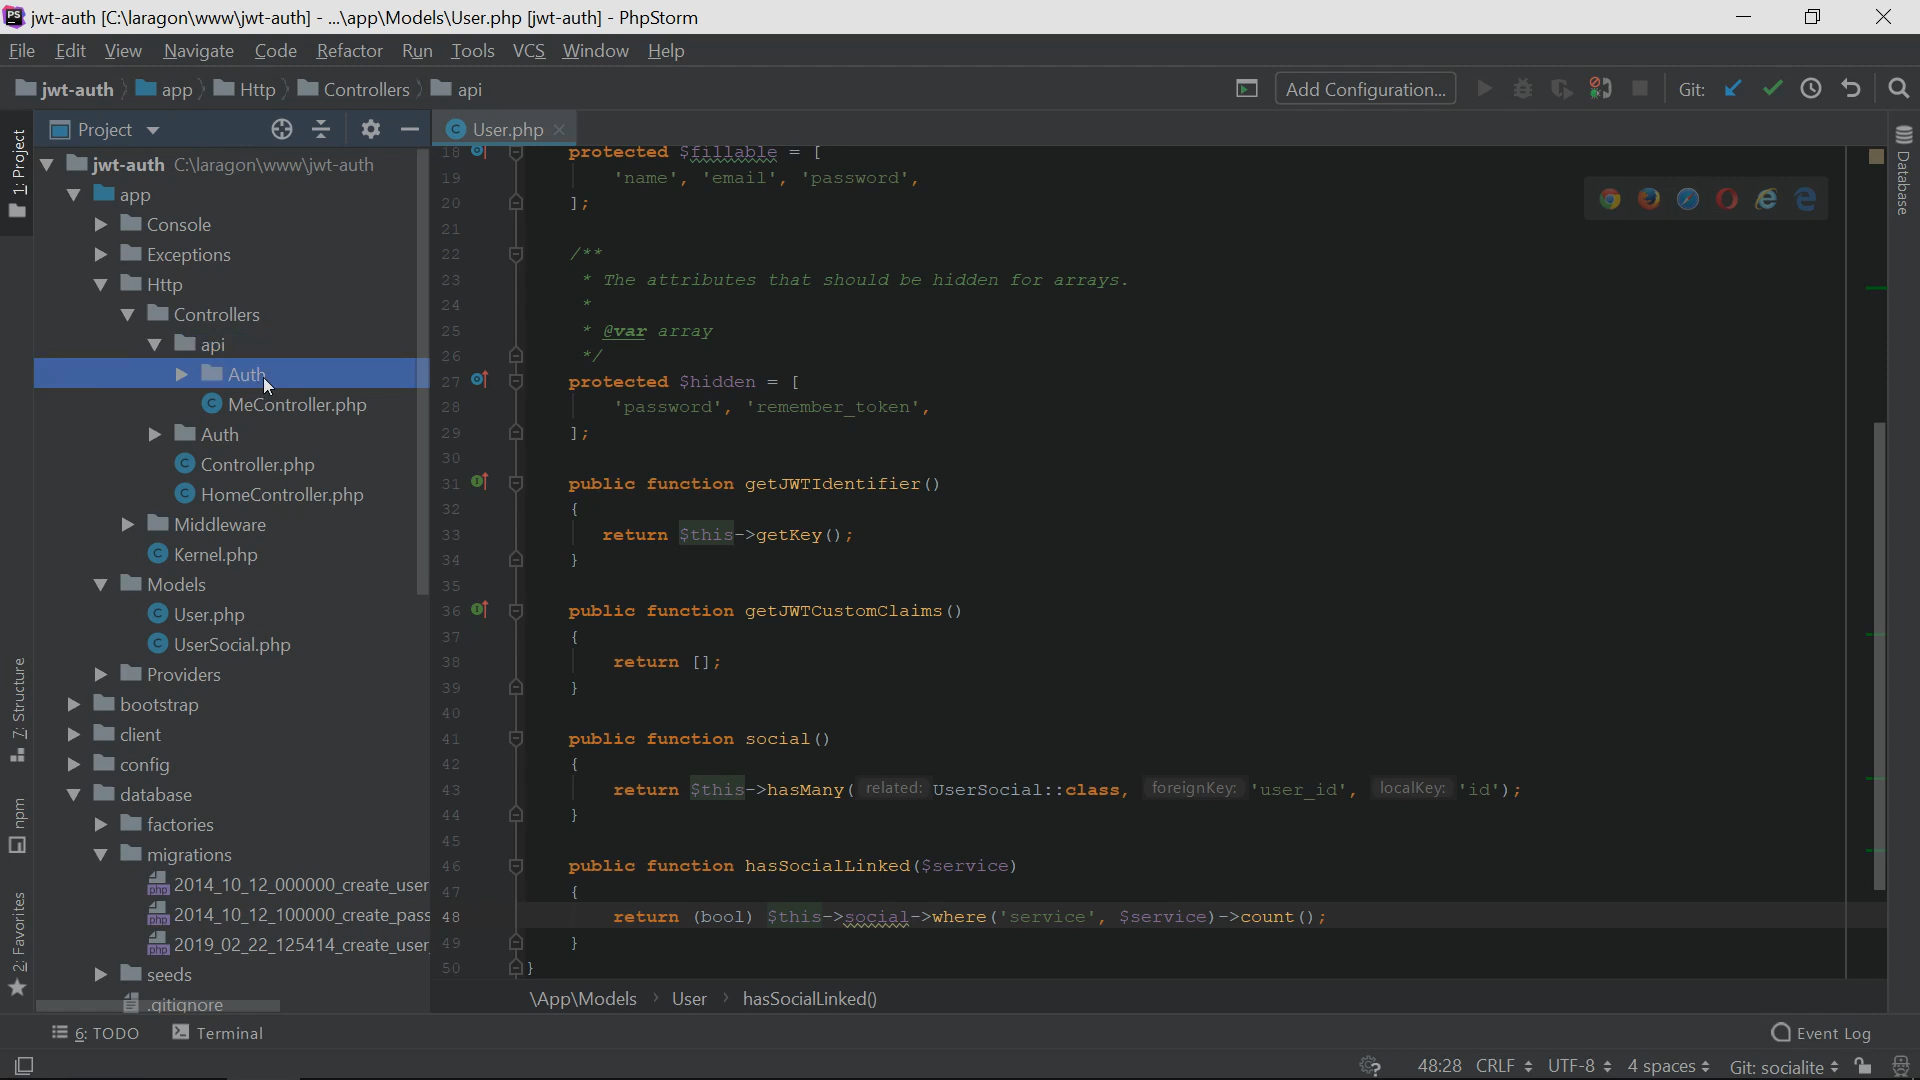 jwt-auth [C:\laragon\www\jwt-auth] - ...\app\Models\User.php [jwt-auth] - PhpStorm
File Edit View Navigate Code Refactor Run Tools VCS Window Help
jwt-auth app Http Controllers api Add Configuration... Git:
1: Project
7: Structure
npm
2: Favorites
Project
jwt-auth C:\laragon\www\jwt-auth
app
Console
Exceptions
Http
Controllers
api
Auth
MeController.php
Auth
Controller.php
HomeController.php
Middleware
Kernel.php
Models
User.php
UserSocial.php
Providers
bootstrap
client
config
database
factories
migrations
2014_10_12_000000_create_user
2014_10_12_100000_create_pass
2019_02_22_125414_create_user
seeds
.gitignore
User.php
18 protected $fillable = [
19 'name', 'email', 'password',
20 ];
21
22 /**
23 * The attributes that should be hidden for arrays.
24 *
25 * @var array
26 */
27 protected $hidden = [
28 'password', 'remember_token',
29 ];
30
31 public function getJWTIdentifier()
32 {
33 return $this->getKey();
34 }
35
36 public function getJWTCustomClaims()
37 {
38 return [];
39 }
40
41 public function social()
42 {
43 return $this->hasMany( related: UserSocial::class, foreignKey: 'user_id', localKey: 'id');
44 }
45
46 public function hasSocialLinked($service)
47 {
48 return (bool) $this->social->where('service', $service)->count();
49 }
50 }
\App\Models › User › hasSocialLinked()
Database
6: TODO Terminal Event Log
48:28 CRLF UTF-8 4 spaces Git: socialite